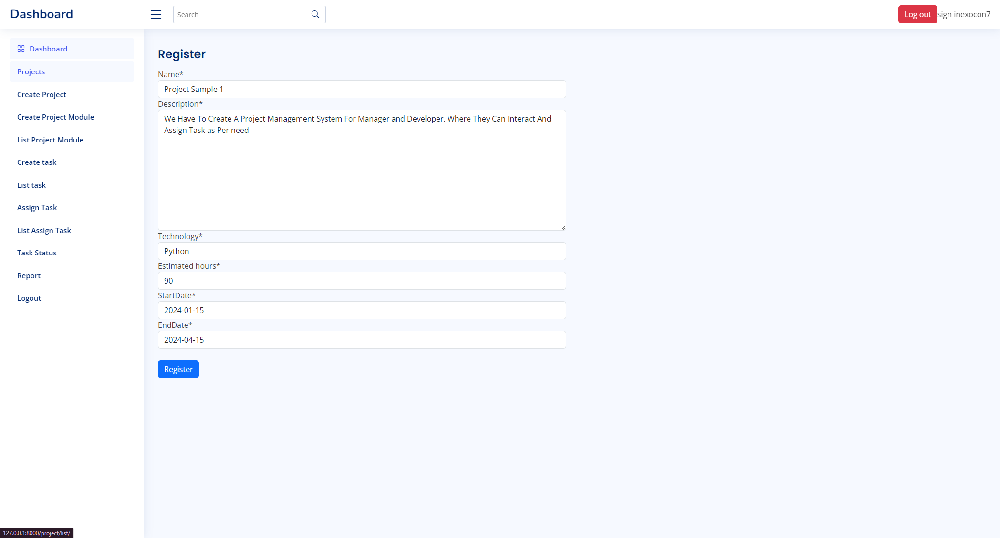 Dashboard
Search
Log out
sign inexocon7
Dashboard
Projects
Create Project
Create Project Module
List Project Module
Create task
List task
Assign Task
List Assign Task
Task Status
Report
Logout
Register
Name*
Project Sample 1
Description*
We Have To Create A Project Management System For Manager and Developer. Where They Can Interact And
Assign Task as Per need
Technology*
Python
Estimated hours*
90
StartDate*
2024-01-15
EndDate*
2024-04-15
Register
127.0.0.1:8000/project/list/